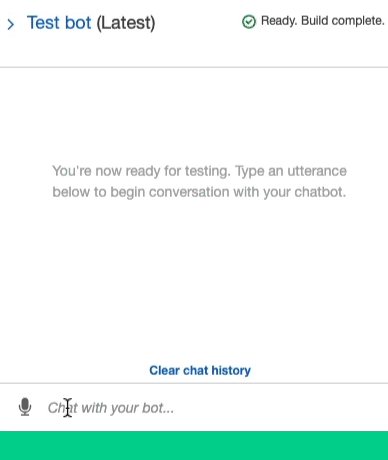 Test bot (Latest)
Ready. Build complete.
You're now ready for testing. Type an utterance
below to begin conversation with your chatbot.
Clear chat history
Chat with your bot...